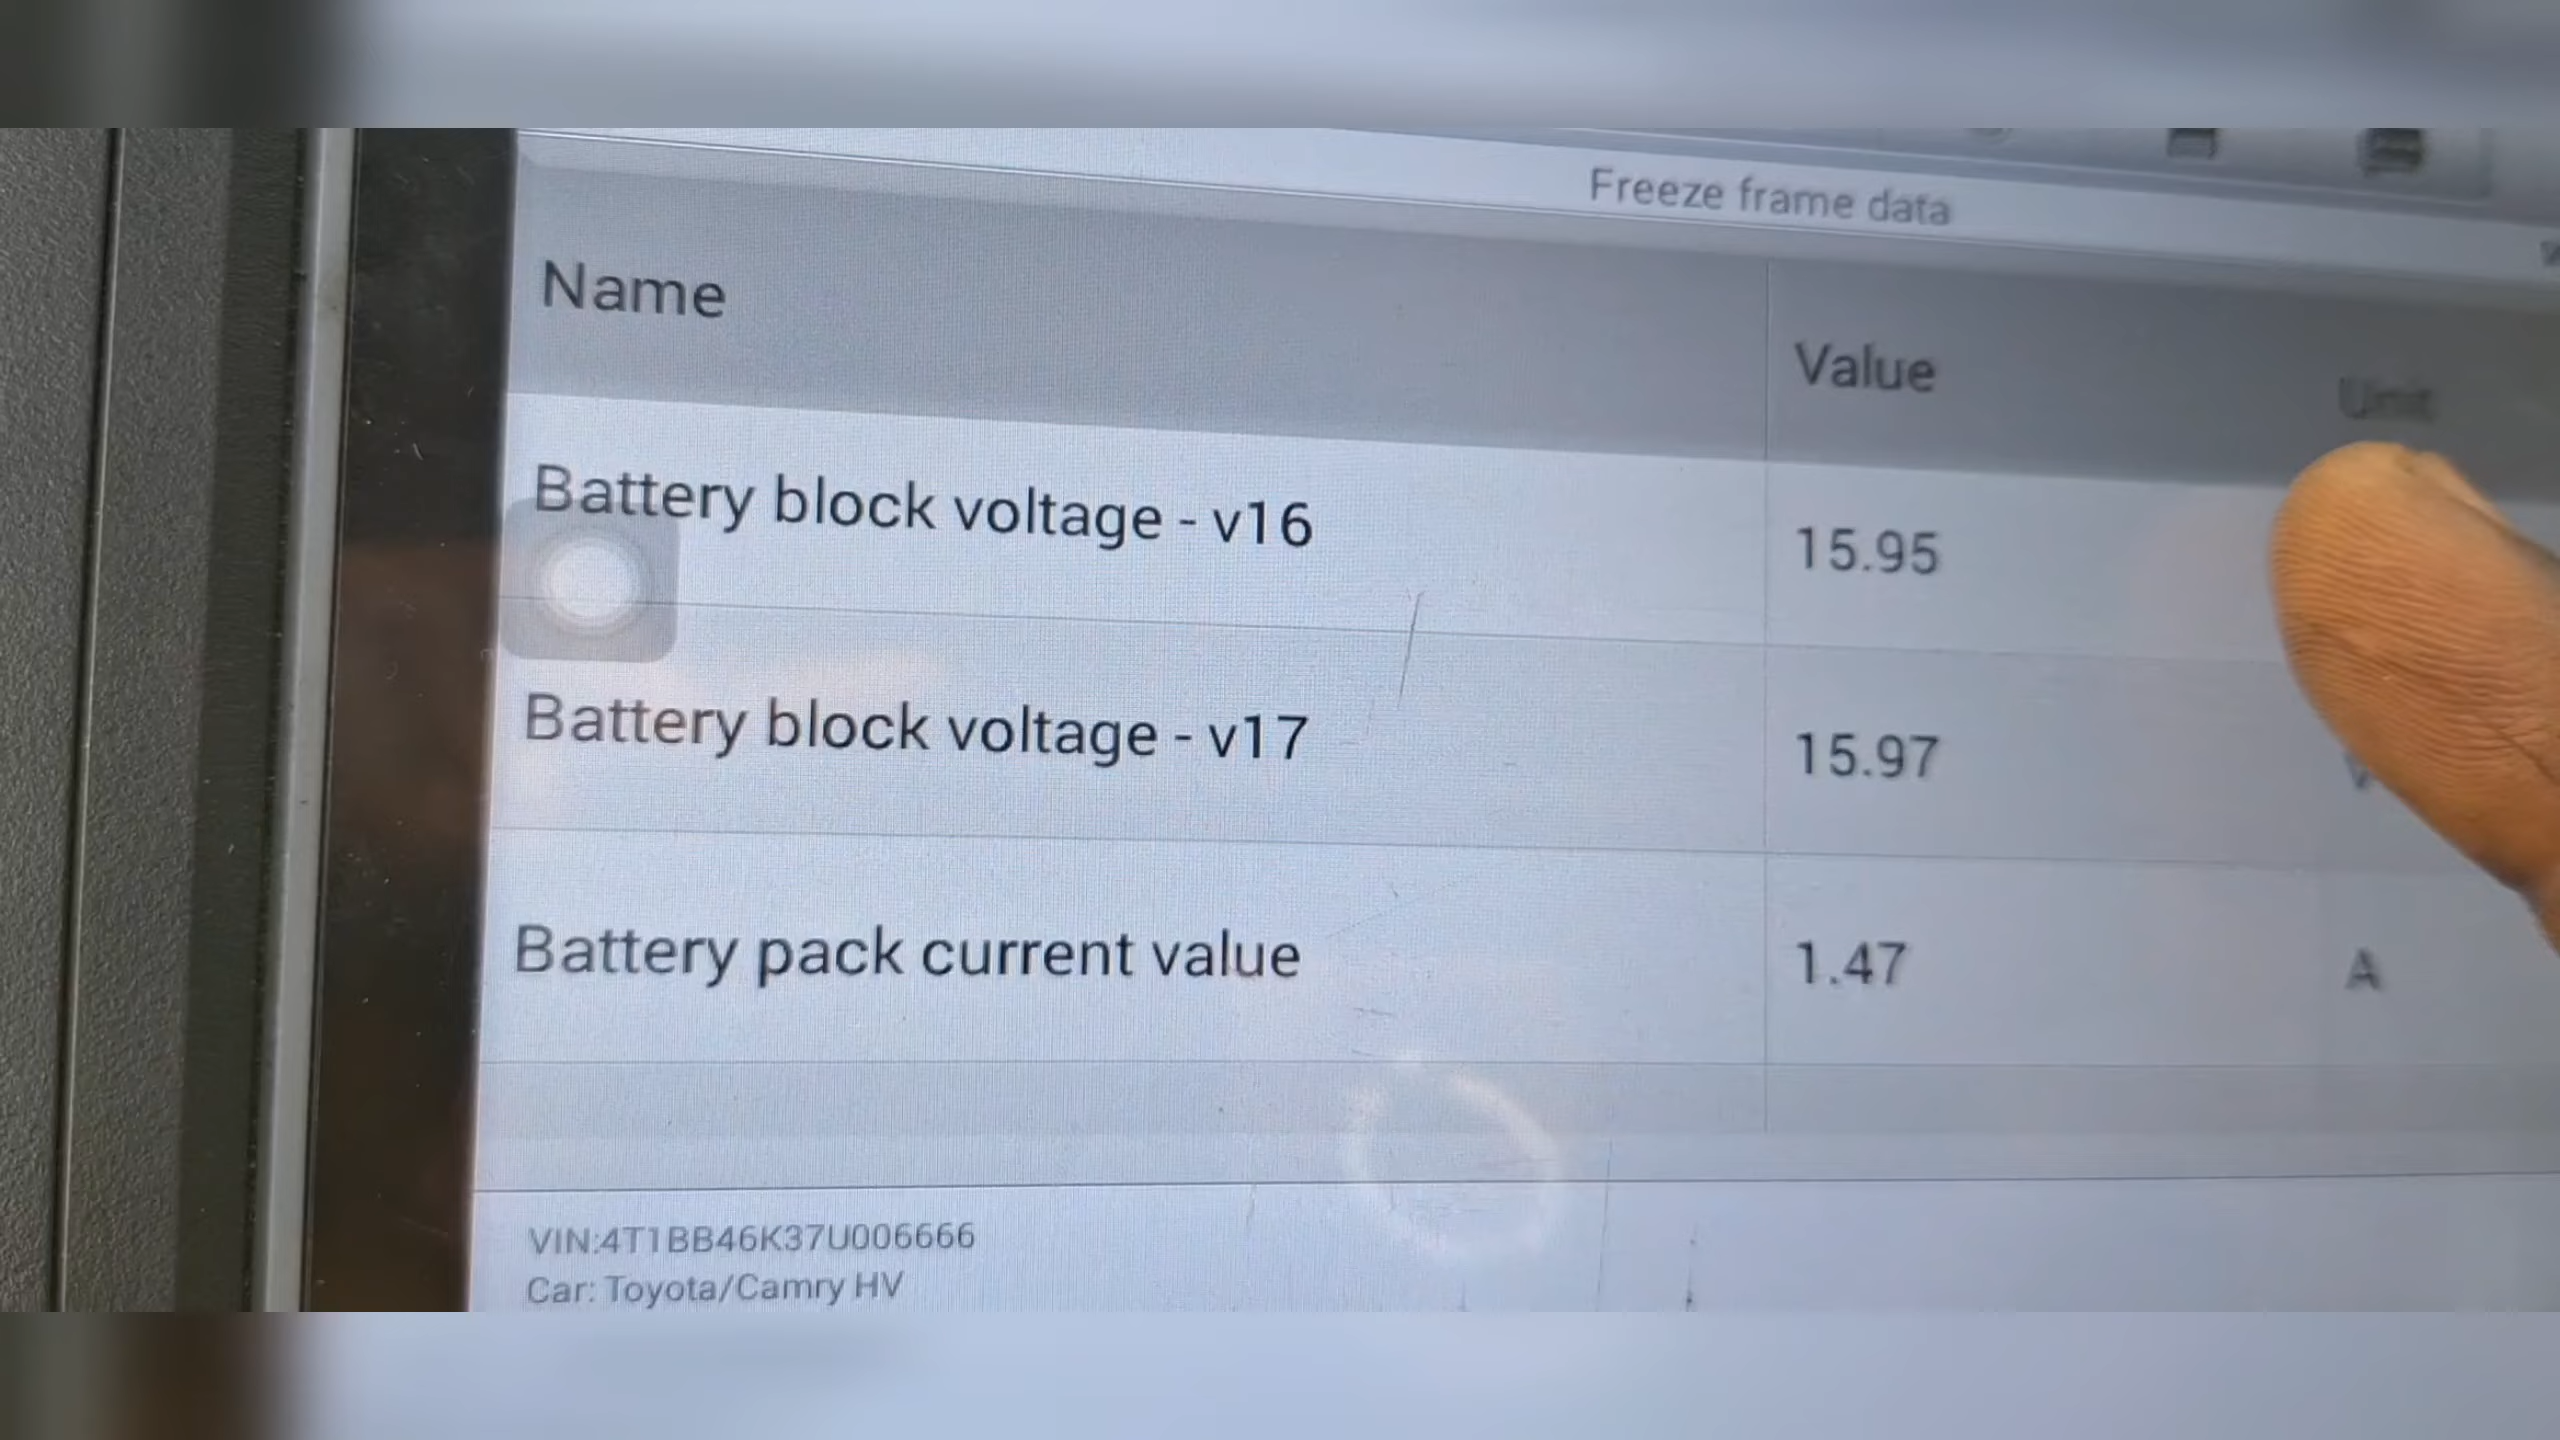 Freeze frame data
Name Value Unit
Battery block voltage - v16 15.95
Battery block voltage - v17 15.97 V
Battery pack current value 1.47 A
VIN:4T1BB46K37U006666
Car: Toyota/Camry HV